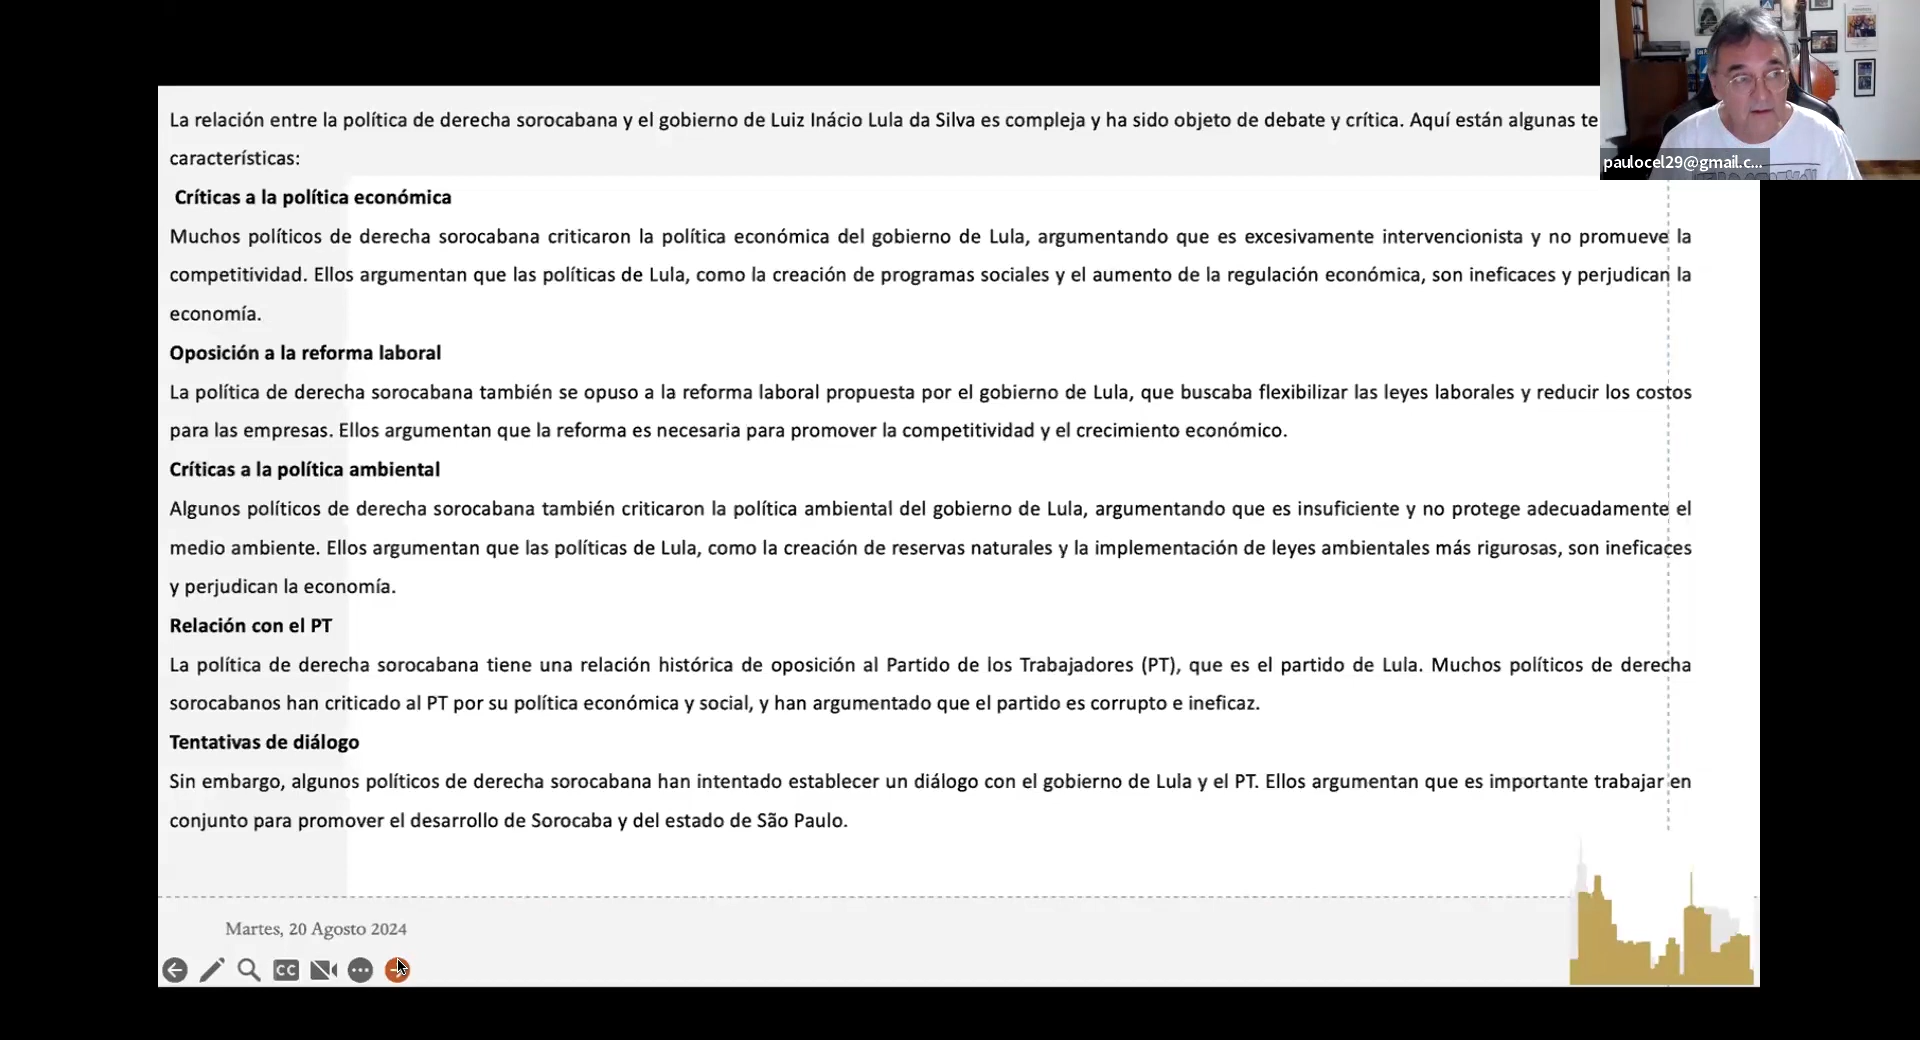 La relación entre la política de derecha sorocabana y el gobierno de Luiz Inácio Lula da Silva es compleja y ha sido objeto de debate y crítica. Aquí están algunas te
características:
Críticas a la política económica
Muchos políticos de derecha sorocabana criticaron la política económica del gobierno de Lula, argumentando que es excesivamente intervencionista y no promueve la
competitividad. Ellos argumentan que las políticas de Lula, como la creación de programas sociales y el aumento de la regulación económica, son ineficaces y perjudican la
economía.
Oposición a la reforma laboral
La política de derecha sorocabana también se opuso a la reforma laboral propuesta por el gobierno de Lula, que buscaba flexibilizar las leyes laborales y reducir los costos
para las empresas. Ellos argumentan que la reforma es necesaria para promover la competitividad y el crecimiento económico.
Críticas a la política ambiental
Algunos políticos de derecha sorocabana también criticaron la política ambiental del gobierno de Lula, argumentando que es insuficiente y no protege adecuadamente el
medio ambiente. Ellos argumentan que las políticas de Lula, como la creación de reservas naturales y la implementación de leyes ambientales más rigurosas, son ineficaces
y perjudican la economía.
Relación con el PT
La política de derecha sorocabana tiene una relación histórica de oposición al Partido de los Trabajadores (PT), que es el partido de Lula. Muchos políticos de derecha
sorocabanos han criticado al PT por su política económica y social, y han argumentado que el partido es corrupto e ineficaz.
Tentativas de diálogo
Sin embargo, algunos políticos de derecha sorocabana han intentado establecer un diálogo con el gobierno de Lula y el PT. Ellos argumentan que es importante trabajar en
conjunto para promover el desarrollo de Sorocaba y del estado de São Paulo.
Martes, 20 Agosto 2024
CC
paulocel29@gmail.c...